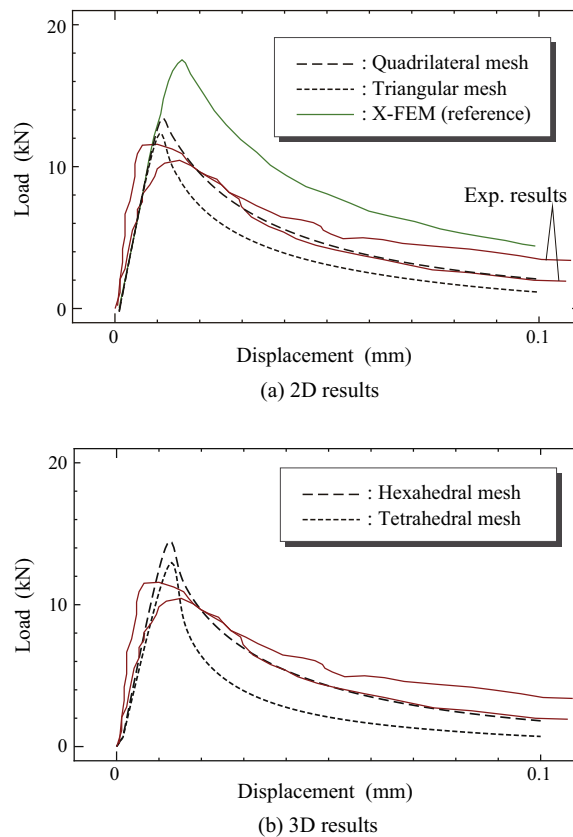 20
10
0
Load (kN)
: Quadrilateral mesh
: Triangular mesh
: X-FEM (reference)
Exp. results
0
0.1
Displacement (mm)
(a) 2D results
20
10
0
Load (kN)
: Hexahedral mesh
: Tetrahedral mesh
0
0.1
Displacement (mm)
(b) 3D results